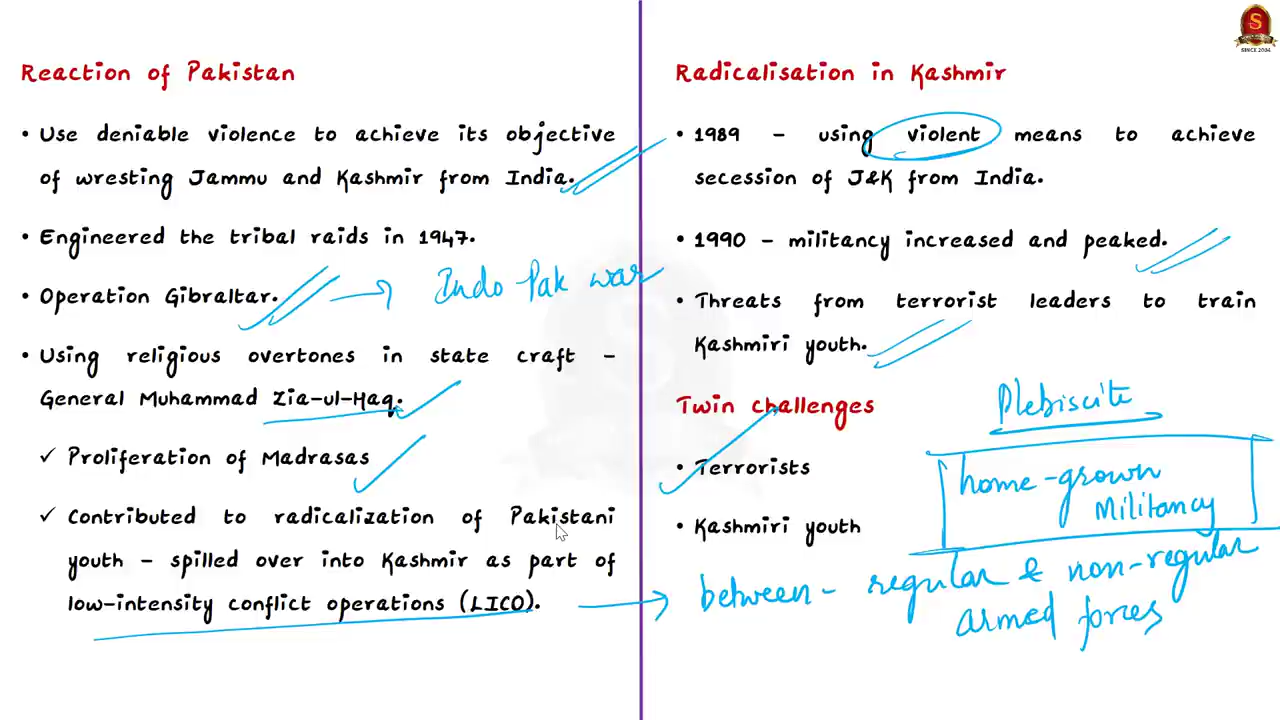 S
SINCE 2004
Reaction of Pakistan
• Use deniable violence to achieve its objective
of wresting Jammu and Kashmir from India.
• Engineered the tribal raids in 1947.
• Operation Gibraltar.
Indo Pak war
• Using religious overtones in state craft –
General Muhammad Zia-ul-Haq.
✓ Proliferation of Madrasas
✓ Contributed to radicalization of Pakistani
youth – spilled over into Kashmir as part of
low-intensity conflict operations (LICO).
Radicalisation in Kashmir
• 1989 – using violent means to achieve
secession of J&K from India.
• 1990 – militancy increased and peaked.
• Threats from terrorist leaders to train
Kashmiri youth.
Twin challenges
• Terrorists
• Kashmiri youth
Plebiscite
home-grown
Militancy
between - regular & non-regular
armed forces